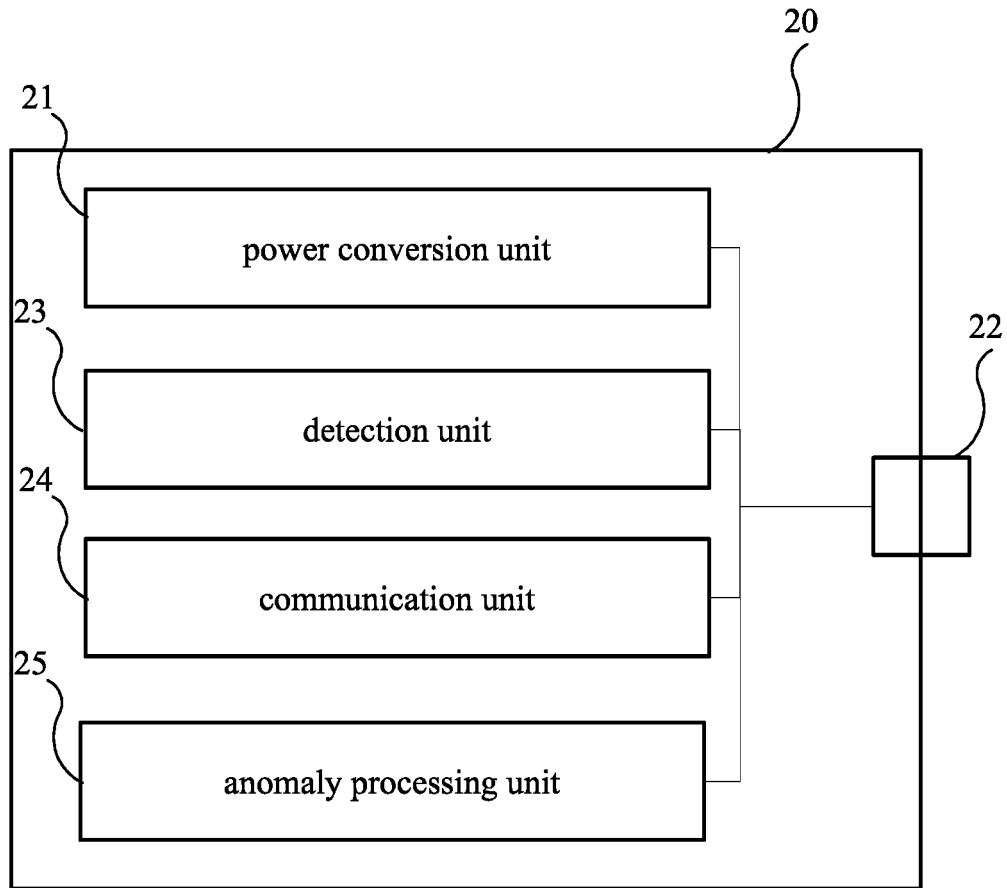 20
21
power conversion unit
23
22
detection unit
24
communication unit
25
anomaly processing unit